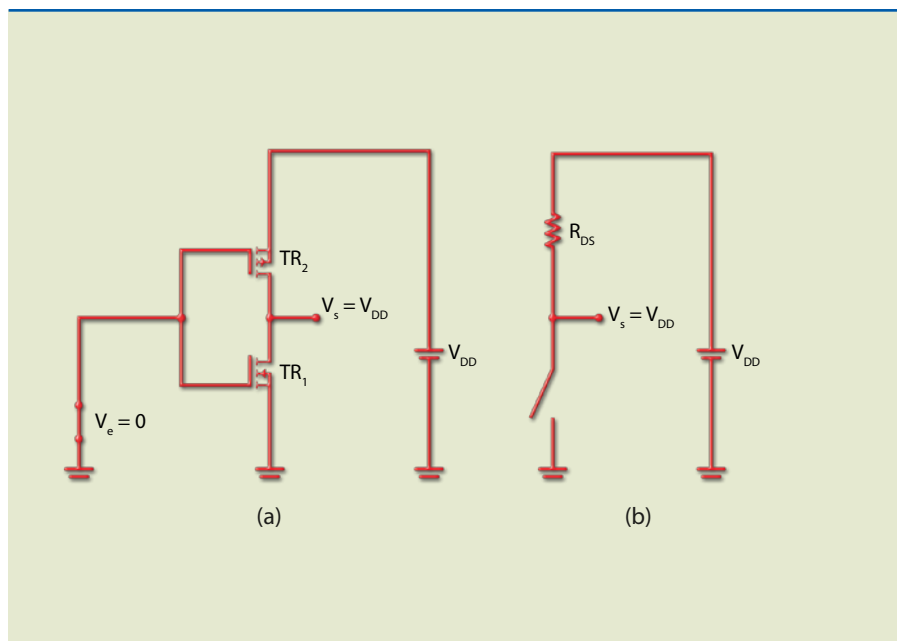 TR2
Vs = VDD
TR1
VDD
Ve = 0
(a)
RDS
Vs = VDD
VDD
(b)